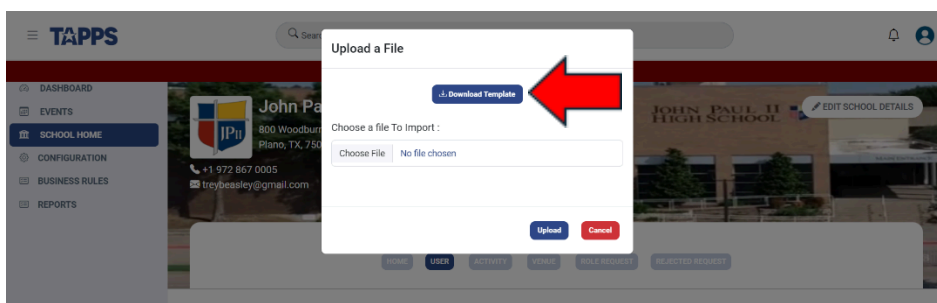 TAPPS
Sear
Upload a File
Download Template
DASHBOARD
EVENTS
SCHOOL HOME
CONFIGURATION
BUSINESS RULES
REPORTS
JPII
John Pa
800 Woodburn
Plano, TX, 750
+1 972 867 0005
treybeasley@gmail.com
JOHN PAUL II
HIGH SCHOOL
EDIT SCHOOL DETAILS
Choose a file To Import :
Choose File No file chosen
Upload Cancel
HOME USER ACTIVITY VENUE ROLE REQUEST REJECTED REQUEST